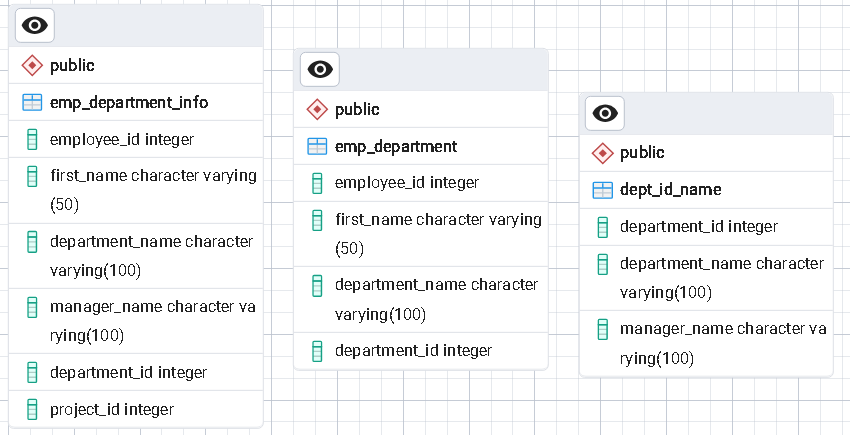 public
emp_department_info
employee_id integer
first_name character varying
(50)
department_name character
varying(100)
manager_name character va
rying(100)
department_id integer
project_id integer
public
emp_department
employee_id integer
first_name character varying
(50)
department_name character
varying(100)
department_id integer
public
dept_id_name
department_id integer
department_name character
varying(100)
manager_name character va
rying(100)